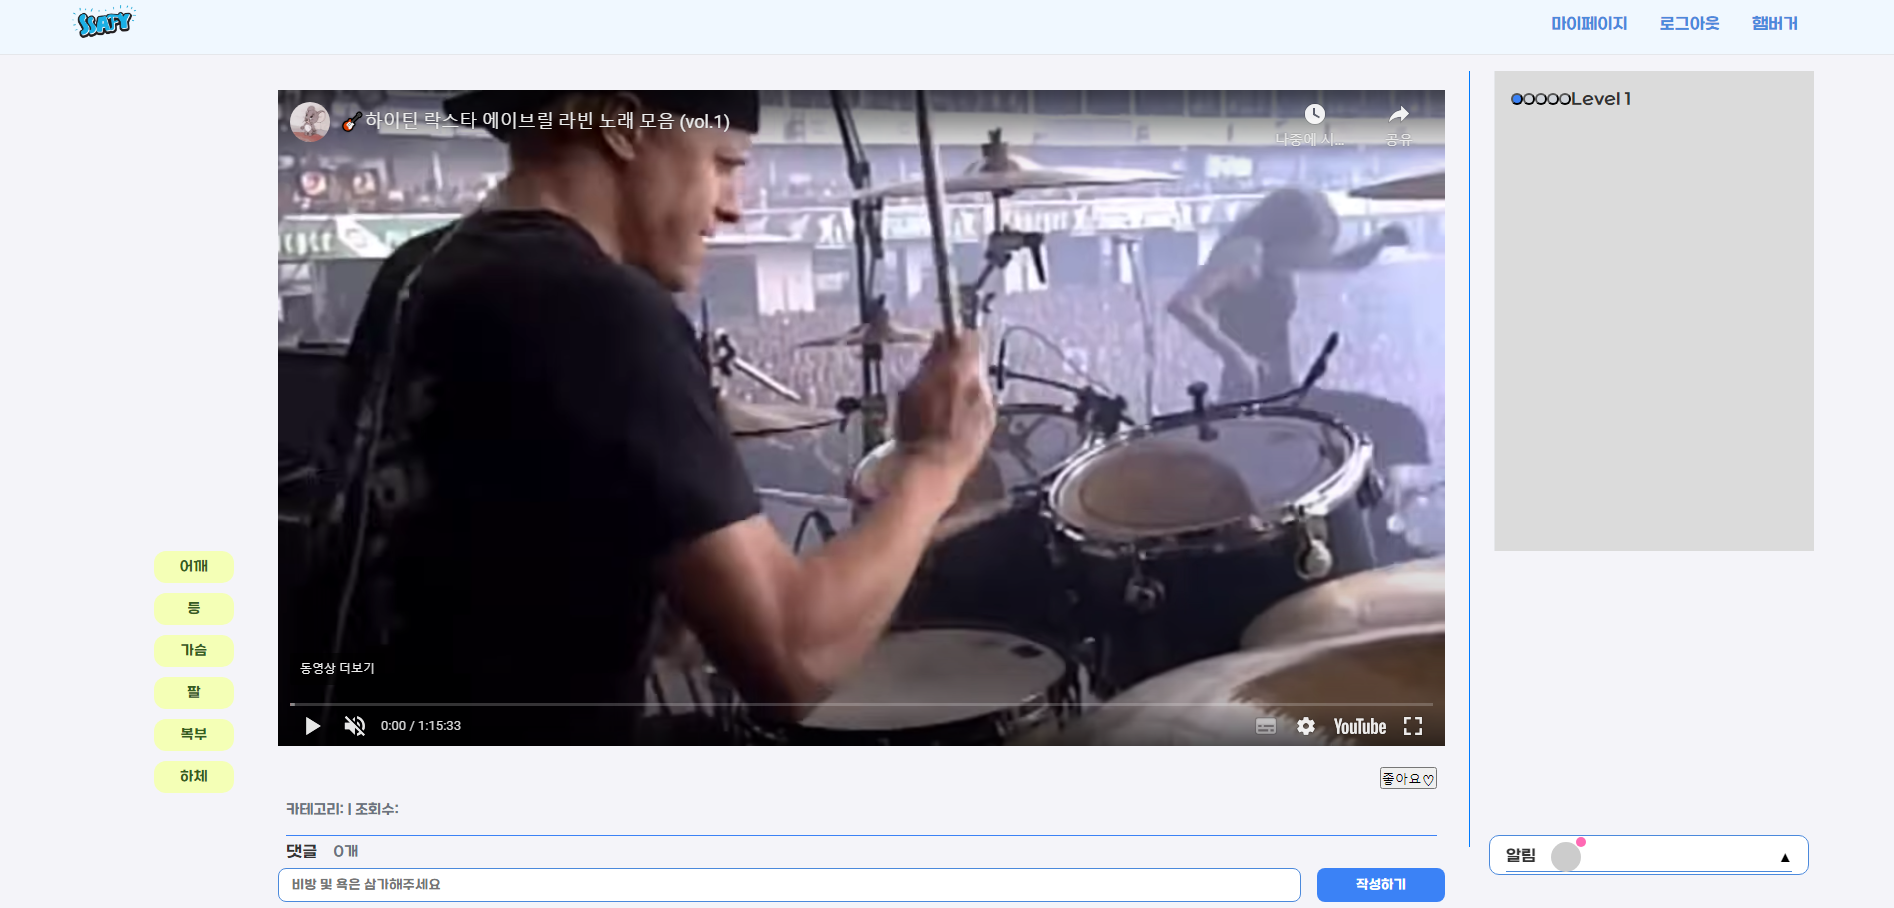 SSAFY
마이페이지
로그아웃
햄버거
🎸하이틴 락스타 에이브릴 라빈 노래 모음 (vol.1)
나중에 시...
공유
Level 1
어깨
등
가슴
팔
복부
하체
동영상 더보기
0:00 / 1:15:33
YouTube
좋아요♡
카테고리: | 조회수:
댓글 0개
비방 및 욕은 삼가해주세요
작성하기
알림
▲